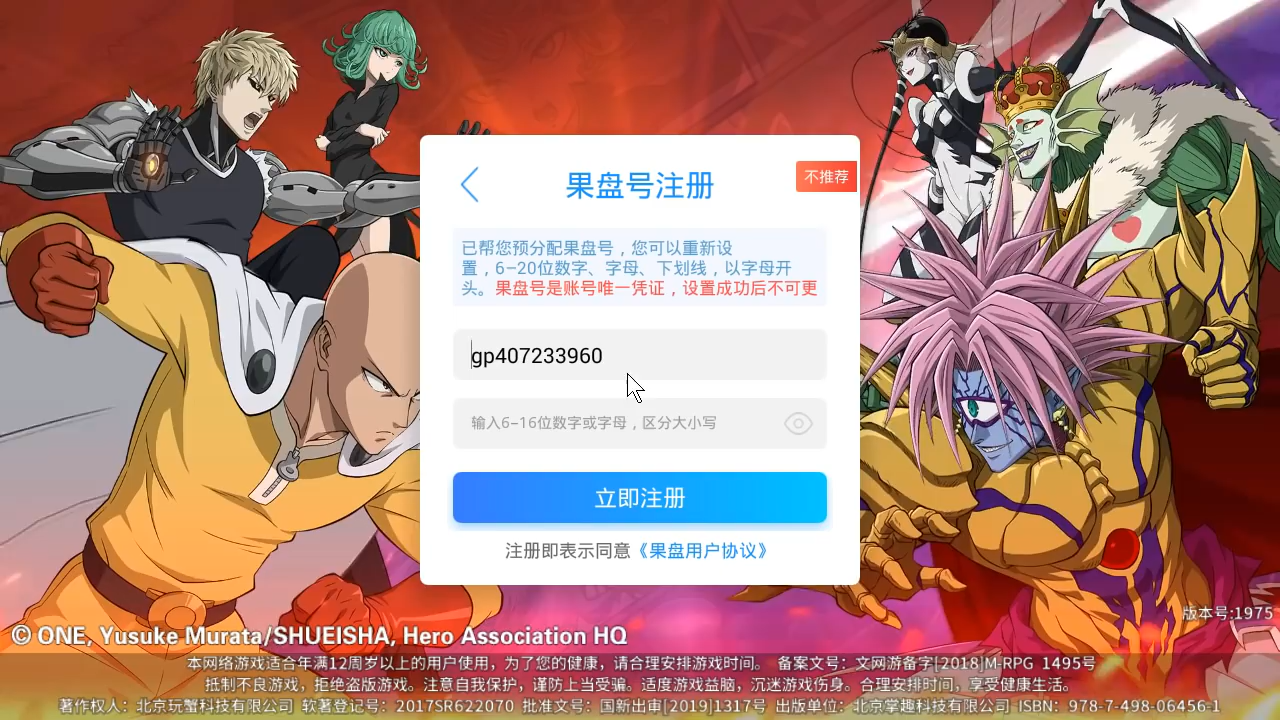 果盘号注册
不推荐
已帮您预分配果盘号，您可以重新设
置，6–20位数字、字母、下划线，以字母开
头。果盘号是账号唯一凭证，设置成功后不可更
gp407233960
输入6–16位数字或字母，区分大小写
立即注册
注册即表示同意《果盘用户协议》
版本号:1975
© ONE, Yusuke Murata/SHUEISHA, Hero Association HQ
本网络游戏适合年满12周岁以上的用户使用，为了您的健康，请合理安排游戏时间。 备案文号：文网游备字[2018]M-RPG 1495号
抵制不良游戏，拒绝盗版游戏。注意自我保护，谨防上当受骗。适度游戏益脑，沉迷游戏伤身。合理安排时间，享受健康生活。
著作权人：北京玩蟹科技有限公司 软著登记号：2017SR622070 批准文号：国新出审[2019]1317号 出版单位：北京掌趣科技有限公司 ISBN：978-7-498-06456-1